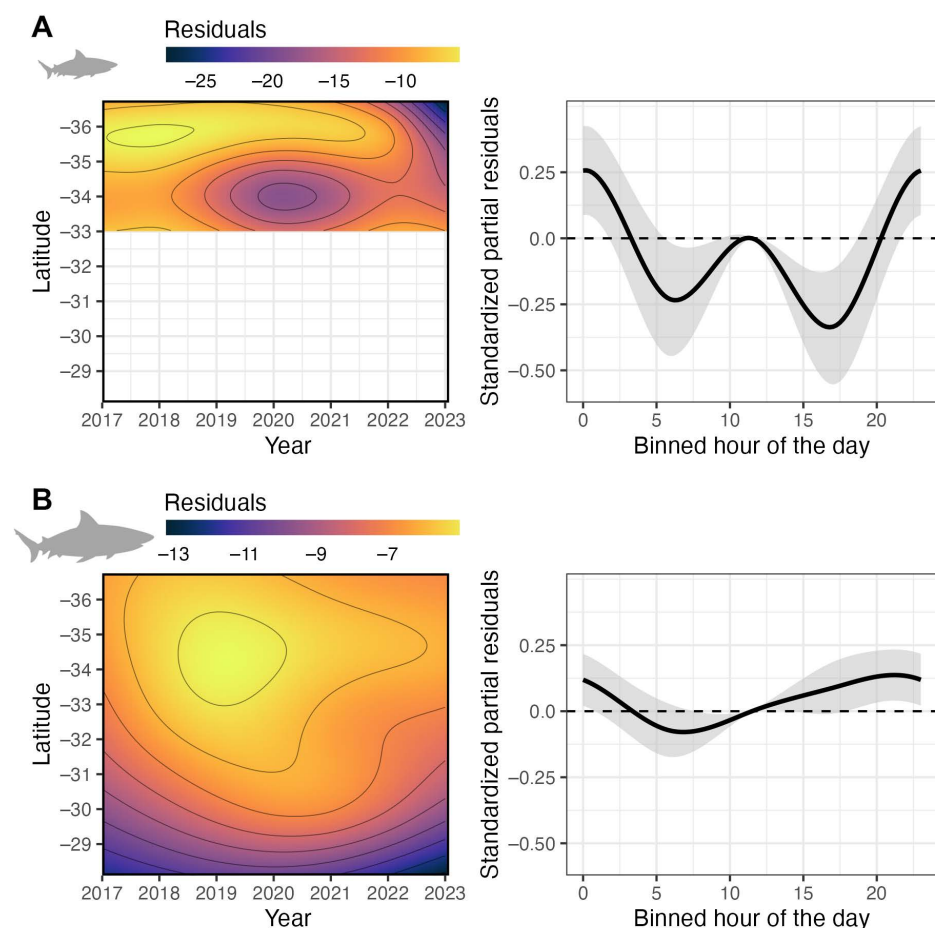 A
Residuals
−25 −20 −15 −10
−36
−35
−34
−33
−32
−31
−30
−29
Latitude
2017 2018 2019 2020 2021 2022 2023
Year
Standardized partial residuals
0.25
0.0
−0.25
−0.50
0 5 10 15 20
Binned hour of the day
B
Residuals
−13 −11 −9 −7
−36
−35
−34
−33
−32
−31
−30
−29
Latitude
2017 2018 2019 2020 2021 2022 2023
Year
Standardized partial residuals
0.25
0.0
−0.25
−0.50
0 5 10 15 20
Binned hour of the day